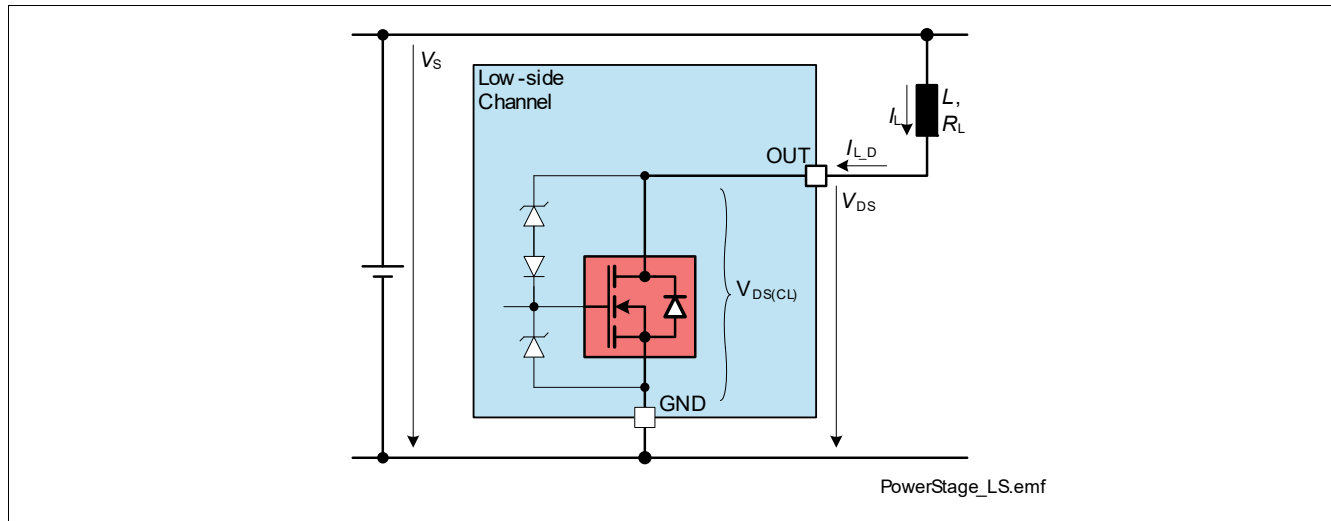 VS
Low-side
Channel
L,
RL
IL
IL_D
OUT
VDS
VDS(CL)
GND
PowerStage_LS.emf